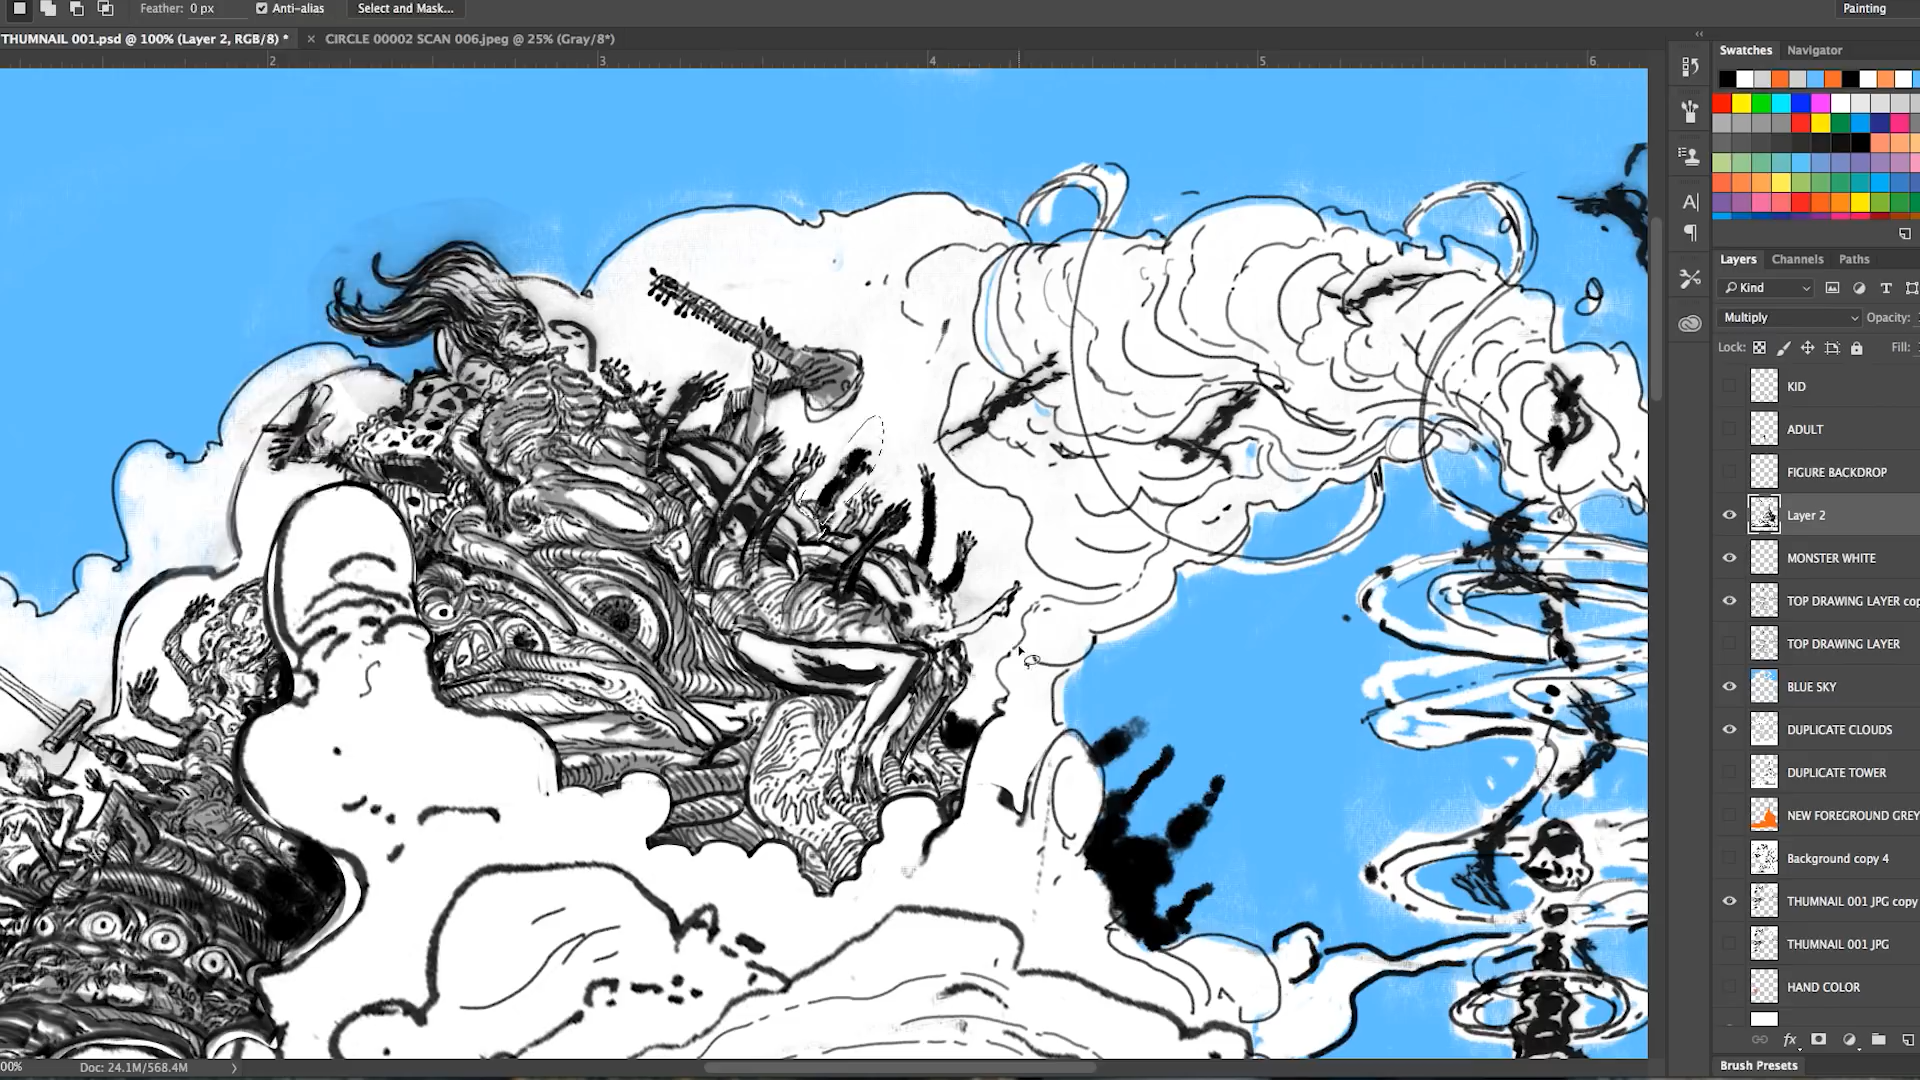 Feather: 0 px Anti-alias Select and Mask... Painting
THUMNAIL 001.psd @ 100% (Layer 2, RGB/8) * × CIRCLE 00002 SCAN 006.jpeg @ 25% (Gray/8*)
2 3 4 5 6
Swatches Navigator
Layers Channels Paths
Kind
Multiply Opacity:
Lock: Fill:
KID
ADULT
FIGURE BACKDROP
Layer 2
MONSTER WHITE
TOP DRAWING LAYER cop
TOP DRAWING LAYER
BLUE SKY
DUPLICATE CLOUDS
DUPLICATE TOWER
NEW FOREGROUND GREY
Background copy 4
THUMNAIL 001 JPG copy
THUMNAIL 001 JPG
HAND COLOR
fx
00% Doc: 24.1M/568.4M
Brush Presets